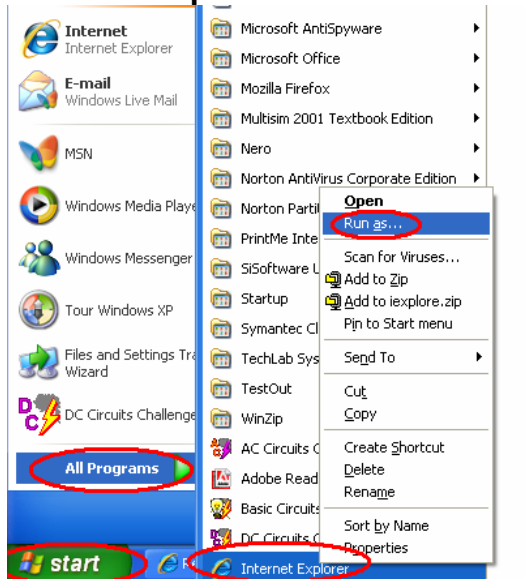 Internet
Internet Explorer
E-mail
Windows Live Mail
MSN
Windows Media Playe
Windows Messenger
Tour Windows XP
Files and Settings Tra
Wizard
DC Circuits Challenge
All Programs
start
Microsoft AntiSpyware
Microsoft Office
Mozilla Firefox
Multisim 2001 Textbook Edition
Nero
Norton AntiVirus Corporate Edition
Norton Parti
PrintMe Inte
SiSoftware
Startup
Symantec Cl
TechLab Sys
TestOut
WinZip
AC Circuits C
Adobe Read
Basic Circuits
DC Circuits C
Internet Explorer
Open
Run as...
Scan for Viruses...
Add to Zip
Add to iexplore.zip
Pin to Start menu
Send To
Cut
Copy
Create Shortcut
Delete
Rename
Sort by Name
Properties